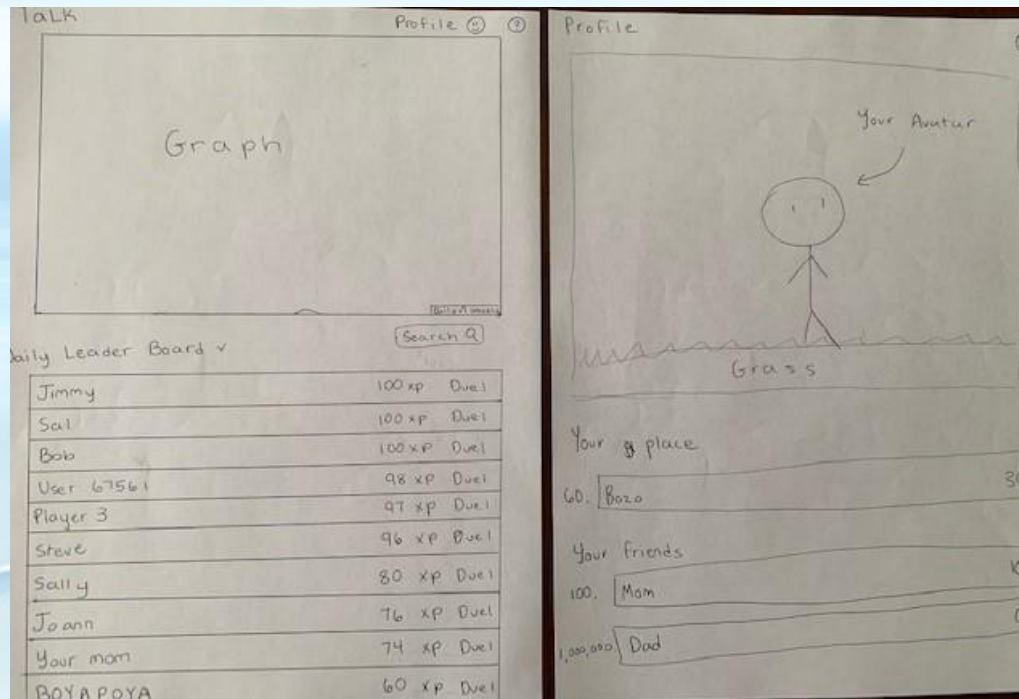 TalK
Profile ?
Graph
Daily Weekly
Search
Daily Leader Board
Jimmy 100 xp Duel
Sal 100 xp Duel
Bob 100 xp Duel
User 67561 98 xp Duel
Player 3 97 xp Duel
Steve 96 xp Duel
Sally 80 xp Duel
Joann 76 xp Duel
Your mom 74 xp Duel
BOYAPOYA 60 xp Duel
Profile
Your Avatar
Grass
Your place
60. Bozo
Your friends
100. Mom
1,000,000 Dad